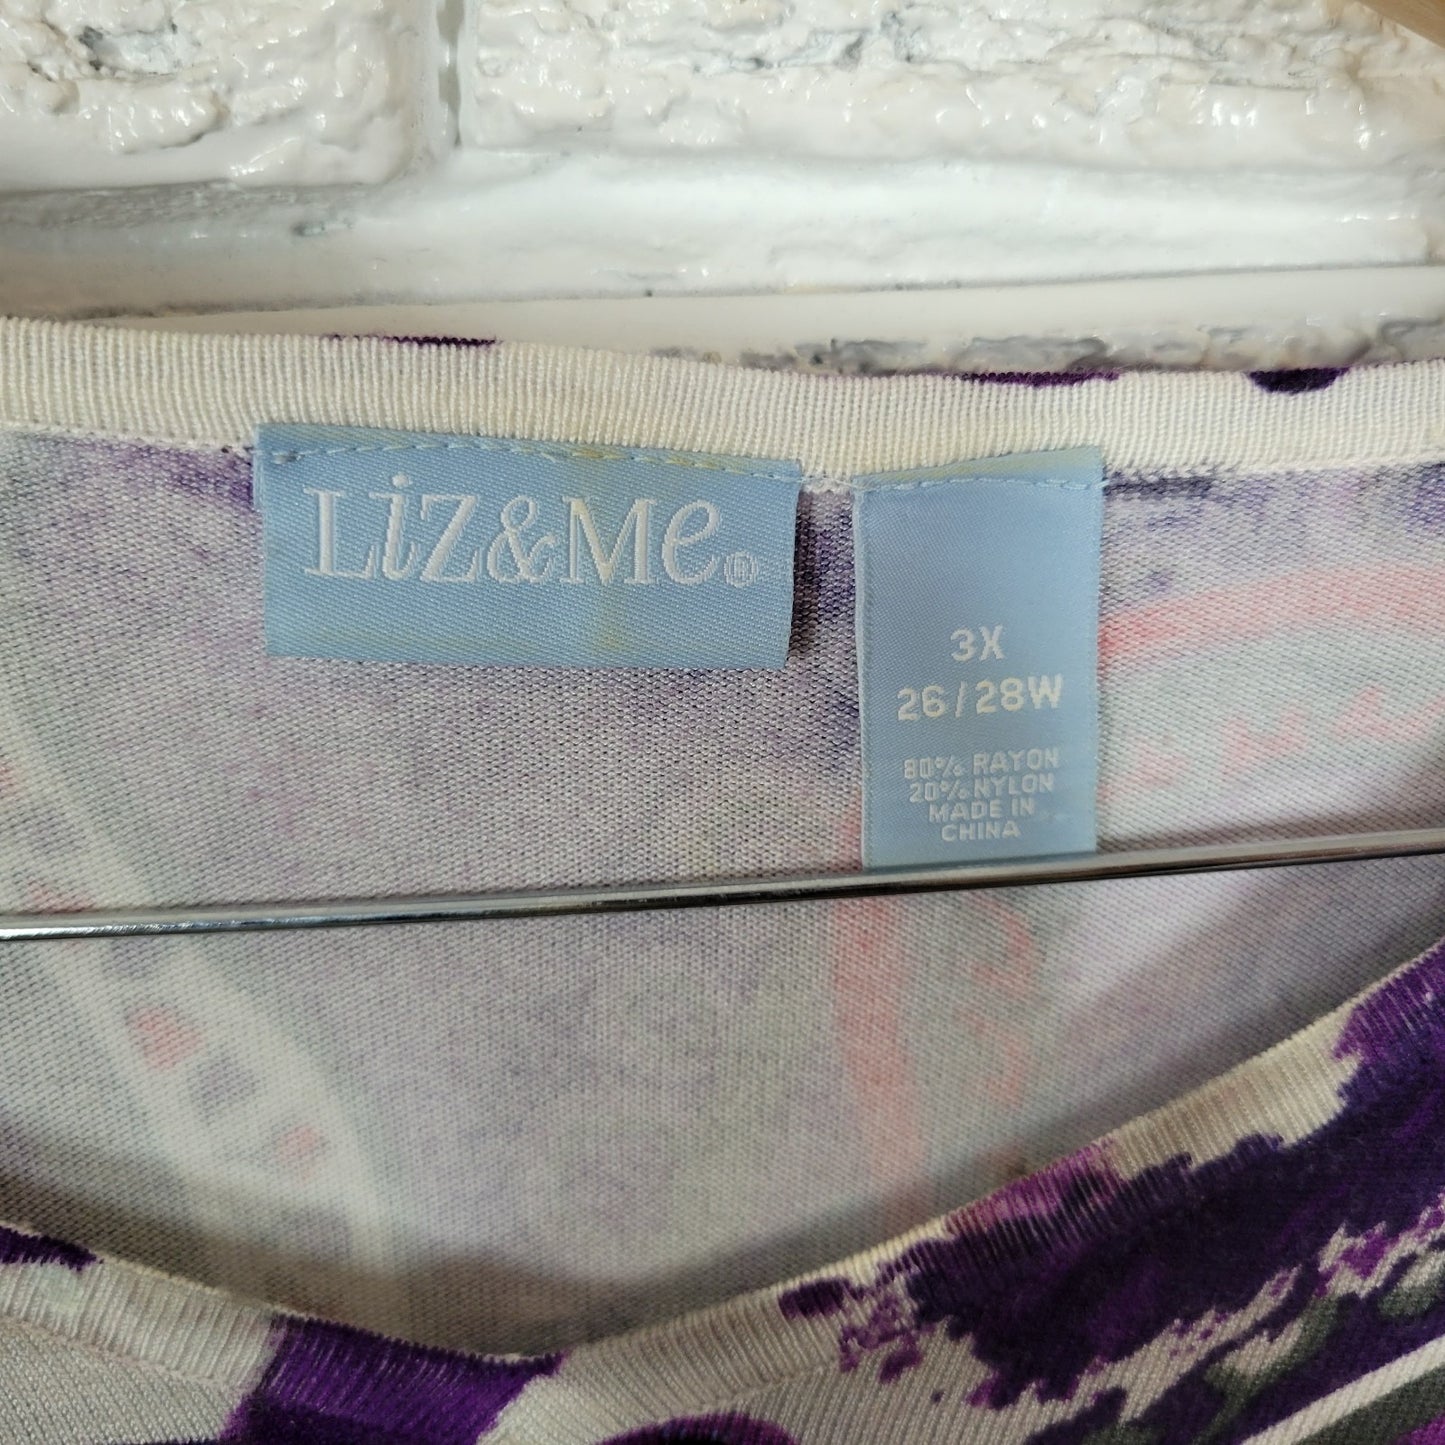 Liz&Me®
3X
26/28W
80% RAYON
20% NYLON
MADE IN
CHINA